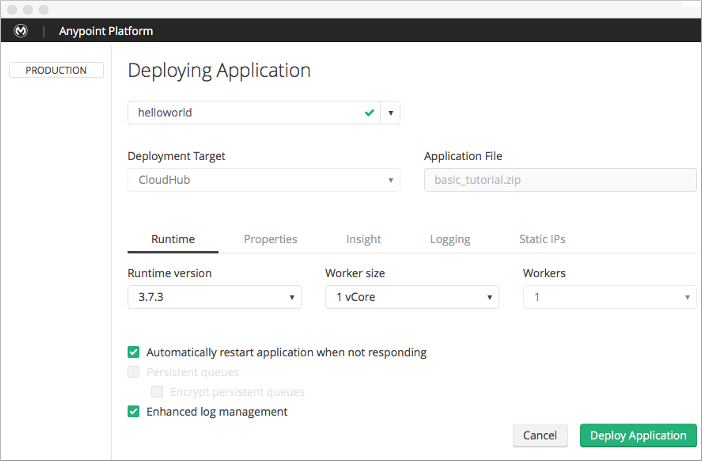 Anypoint Platform
PRODUCTION
Deploying Application
helloworld
Deployment Target
Application File
CloudHub
basic_tutorial.zip
Runtime
Properties
Insight
Logging
Static IPs
Runtime version
Worker size
Workers
3.7.3
1 vCore
1
Automatically restart application when not responding
Persistent queues
Encrypt persistent queues
Enhanced log management
Cancel
Deploy Application